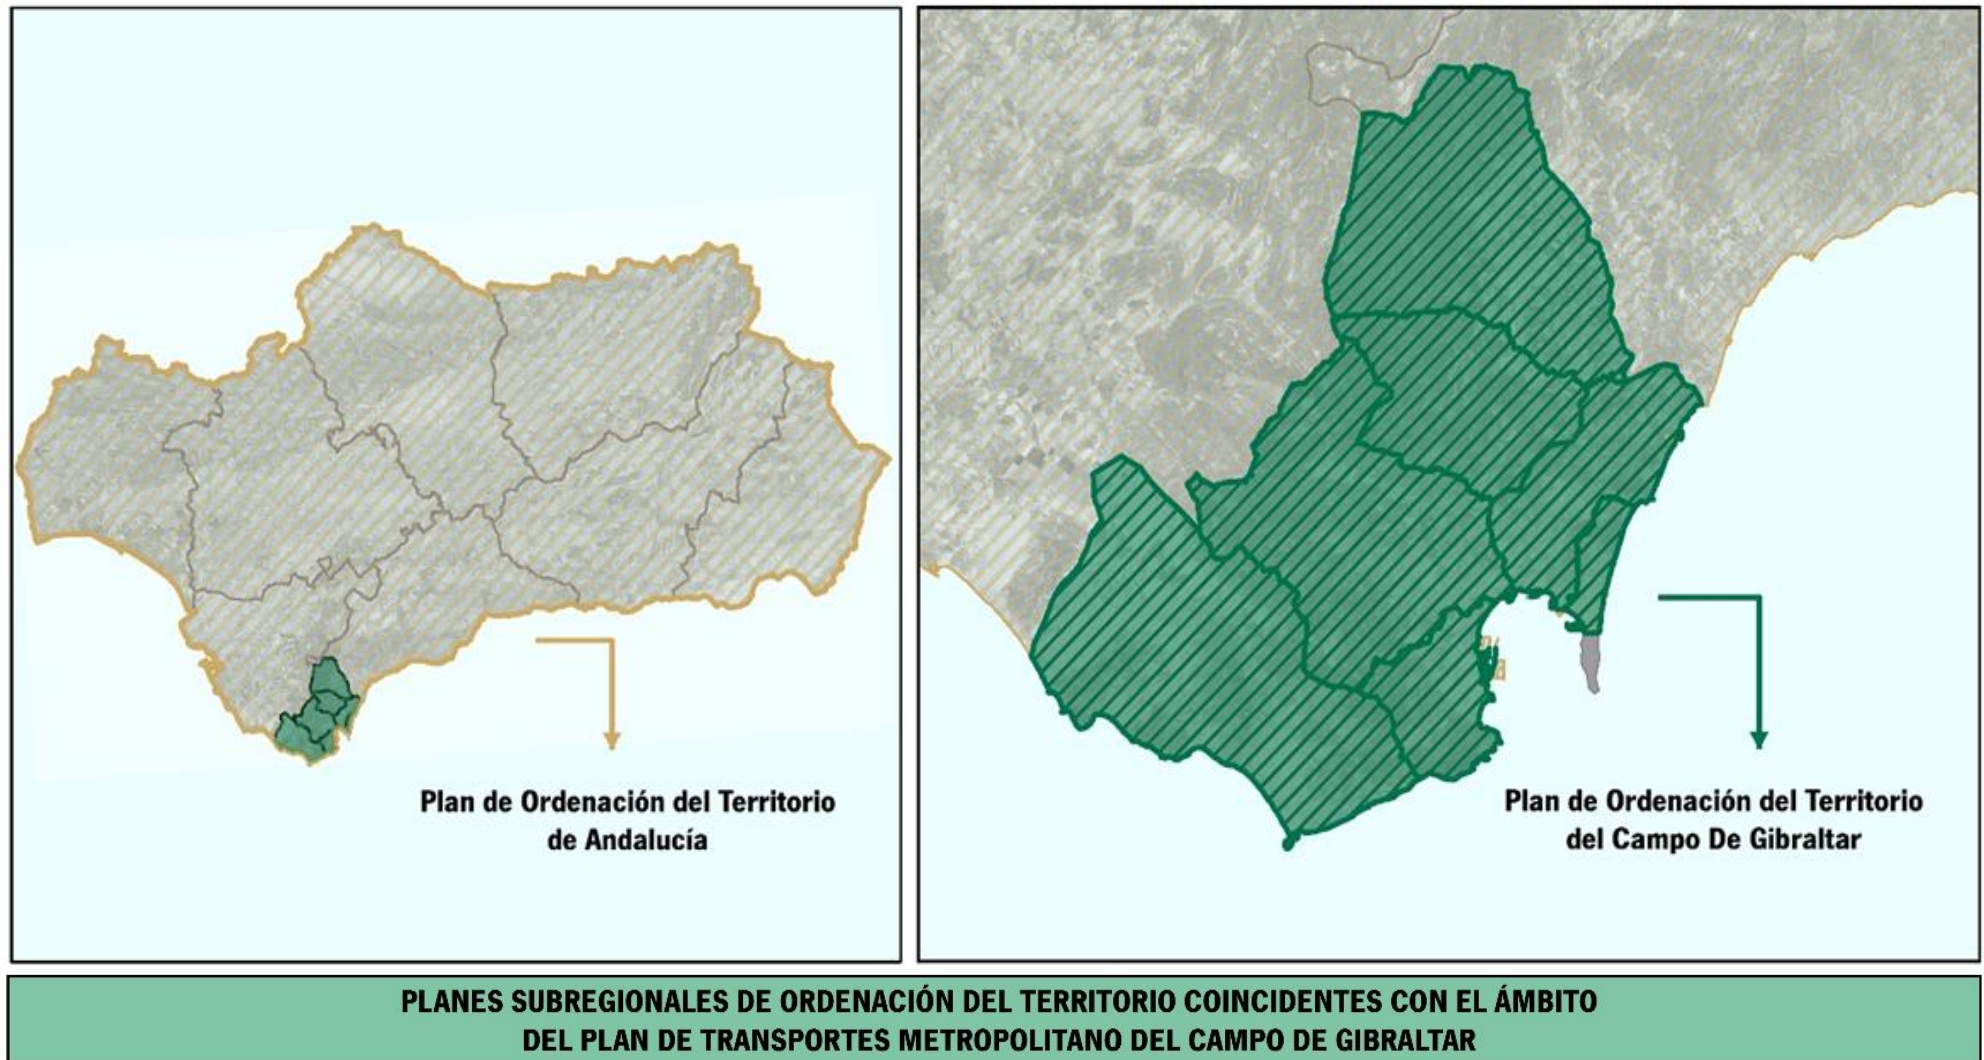 Plan de Ordenación del Territorio
de Andalucía
Plan de Ordenación del Territorio
del Campo De Gibraltar
PLANES SUBREGIONALES DE ORDENACIÓN DEL TERRITORIO COINCIDENTES CON EL ÁMBITO
DEL PLAN DE TRANSPORTES METROPOLITANO DEL CAMPO DE GIBRALTAR